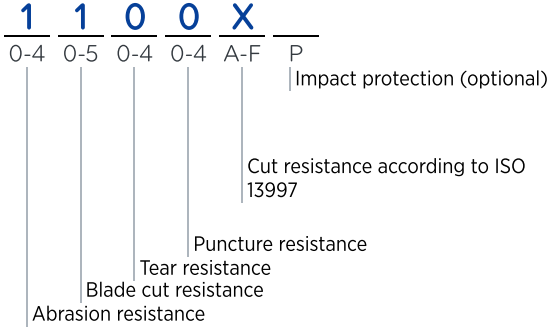 1 1 0 0 X
0-4 0-5 0-4 0-4 A-F P
Impact protection (optional)
Cut resistance according to ISO
13997
Puncture resistance
Tear resistance
Blade cut resistance
Abrasion resistance